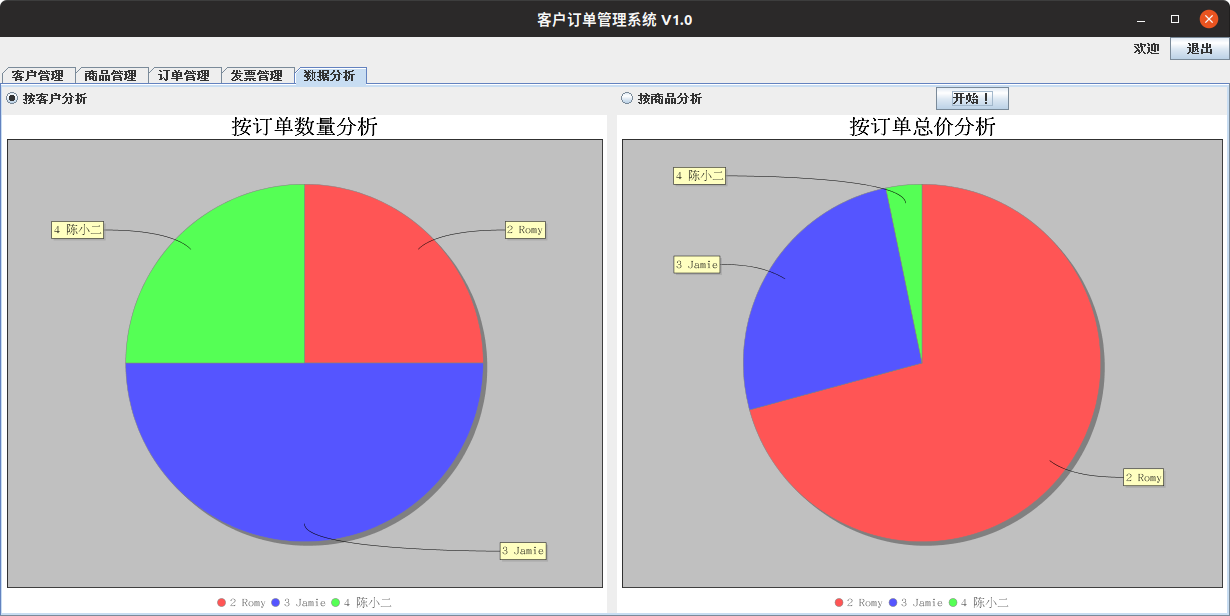 客户订单管理系统 V1.0
欢迎 退出
客户管理 商品管理 订单管理 发票管理 数据分析
按客户分析 按商品分析 开始！
按订单数量分析
4 陈小二
2 Romy
3 Jamie
2 Romy 3 Jamie 4 陈小二
按订单总价分析
4 陈小二
3 Jamie
2 Romy
2 Romy 3 Jamie 4 陈小二